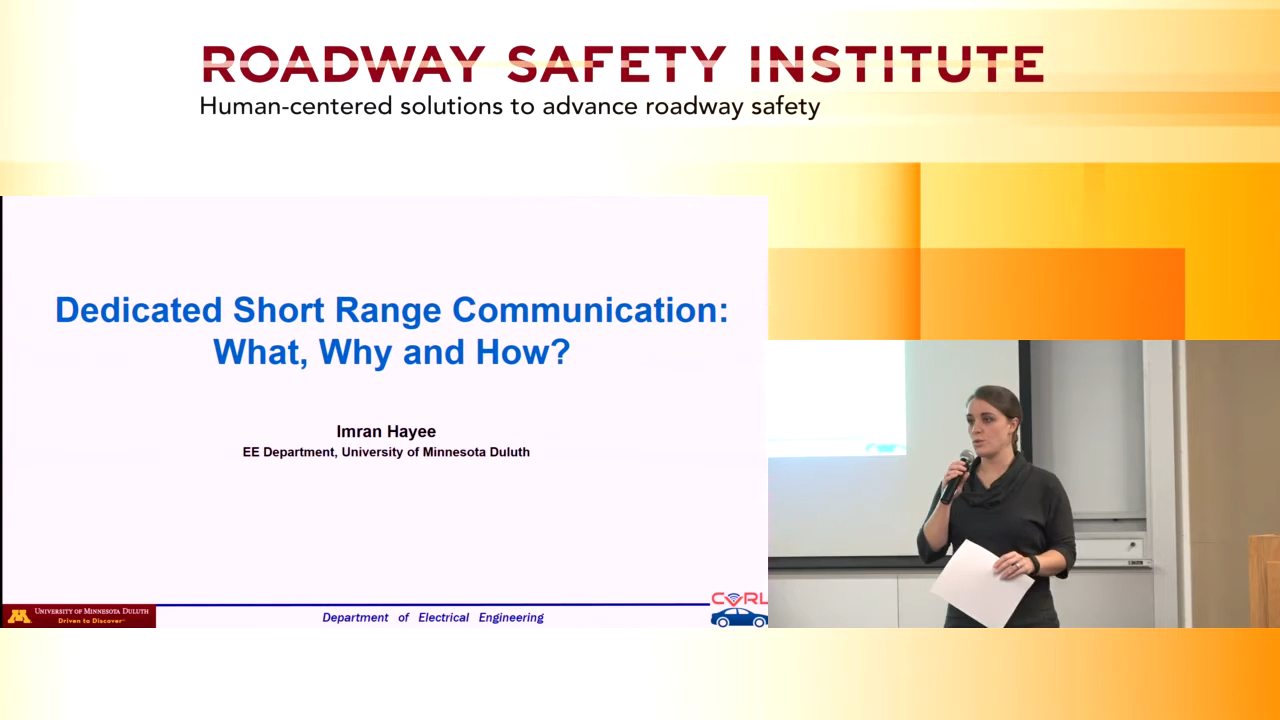 ROADWAY SAFETY INSTITUTE
Human-centered solutions to advance roadway safety
Dedicated Short Range Communication:
What, Why and How?
Imran Hayee
EE Department, University of Minnesota Duluth
UNIVERSITY OF MINNESOTA DULUTH
Driven to Discover
Department of Electrical Engineering
CVRL